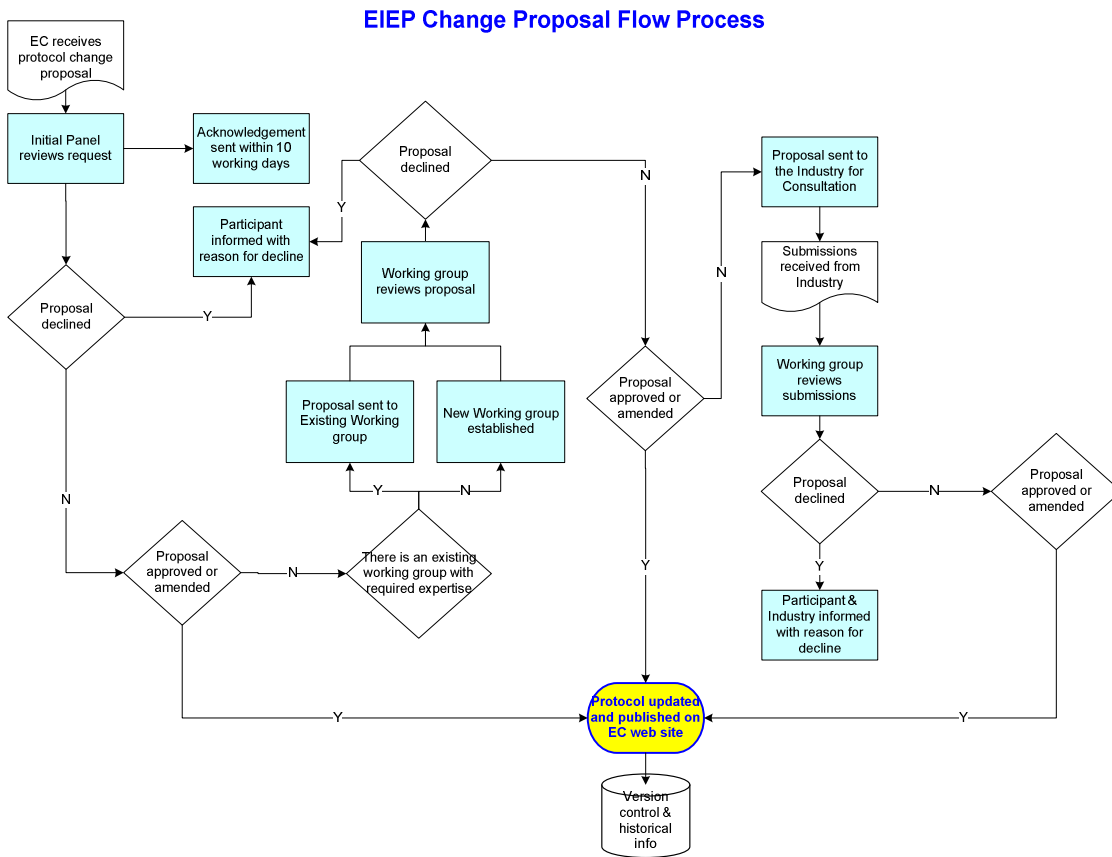 EIEP Change Proposal Flow Process
EC receives
protocol change
proposal
Initial Panel
reviews request
Acknowledgement
sent within 10
working days
Proposal
declined
N
Proposal sent to
the Industry for
Consultation
Y
Participant
informed with
reason for decline
Working group
reviews proposal
Submissions
received from
Industry
N
Proposal
declined
Y
Proposal
approved or
amended
Working group
reviews
submissions
Proposal sent to
Existing Working
group
New Working group
established
Proposal
declined
N
Proposal
approved or
amended
Y
N
N
Proposal
approved or
amended
N
There is an existing
working group with
required expertise
Y
Y
Participant &
Industry informed
with reason for
decline
Y
Protocol updated
and published on
EC web site
Y
Version
control &
historical
info